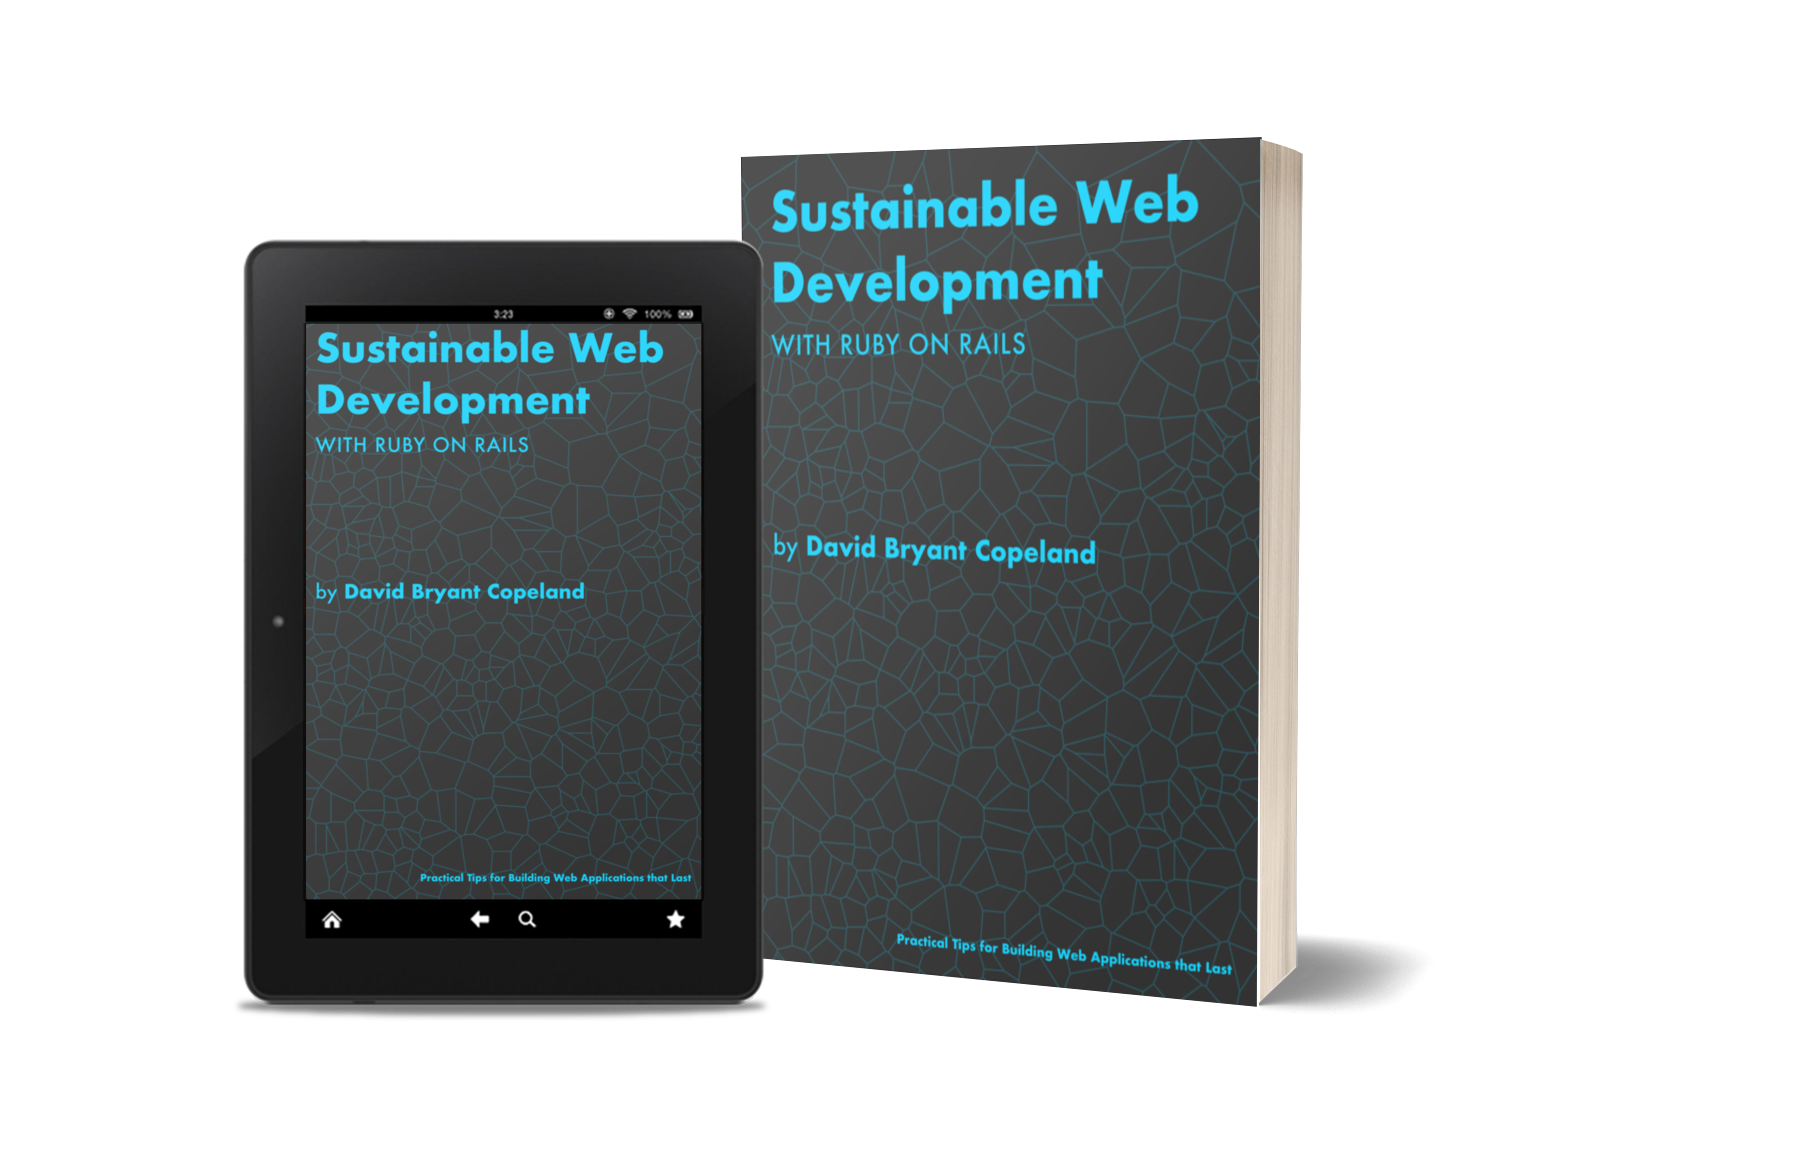 3:23
100%
Sustainable Web
Development
WITH RUBY ON RAILS
by David Bryant Copeland
Practical Tips for Building Web Applications that Last
Sustainable Web
Development
WITH RUBY ON RAILS
by David Bryant Copeland
Practical Tips for Building Web Applications that Last